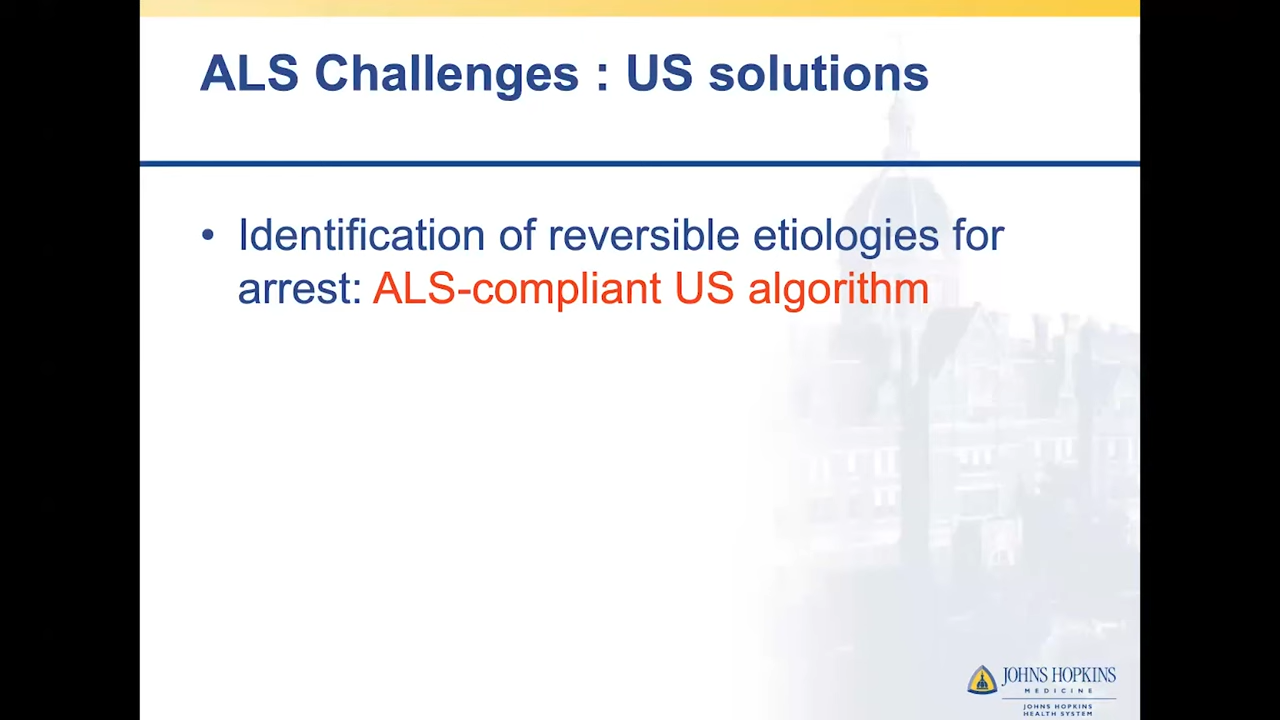 ALS Challenges : US solutions
• Identification of reversible etiologies for
arrest: ALS-compliant US algorithm
JOHNS HOPKINS
MEDICINE
JOHNS HOPKINS
HEALTH SYSTEM